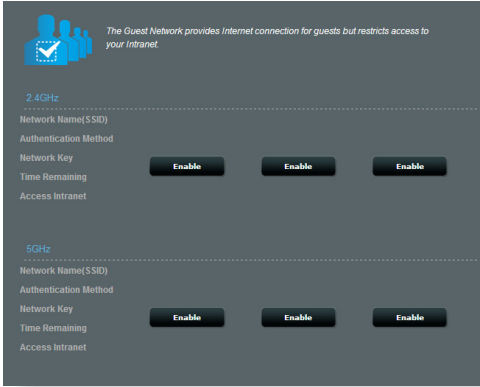 The Guest Network provides Internet connection for guests but restricts access to
your Intranet.
2.4GHz
Network Name(SSID)
Authentication Method
Network Key
Enable Enable Enable
Time Remaining
Access Intranet
5GHz
Network Name(SSID)
Authentication Method
Network Key
Enable Enable Enable
Time Remaining
Access Intranet